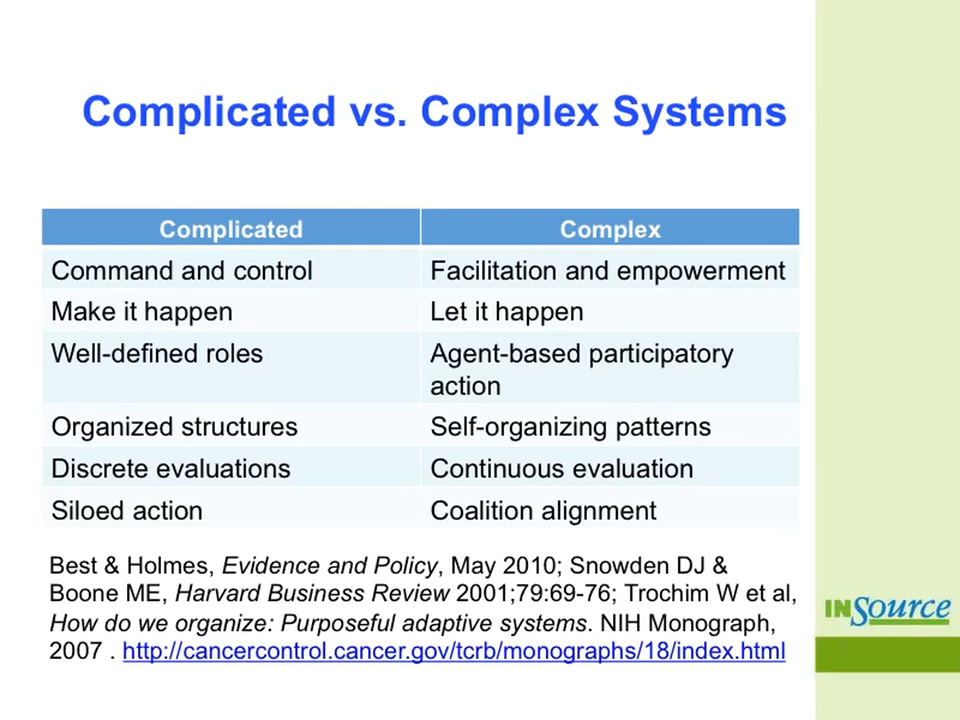 Complicated vs. Complex Systems
Complicated Complex
Command and control Facilitation and empowerment
Make it happen Let it happen
Well-defined roles Agent-based participatory
action
Organized structures Self-organizing patterns
Discrete evaluations Continuous evaluation
Siloed action Coalition alignment
Best & Holmes, Evidence and Policy, May 2010; Snowden DJ &
Boone ME, Harvard Business Review 2001;79:69-76; Trochim W et al,
How do we organize: Purposeful adaptive systems. NIH Monograph,
2007 . http://cancercontrol.cancer.gov/tcrb/monographs/18/index.html
INSource